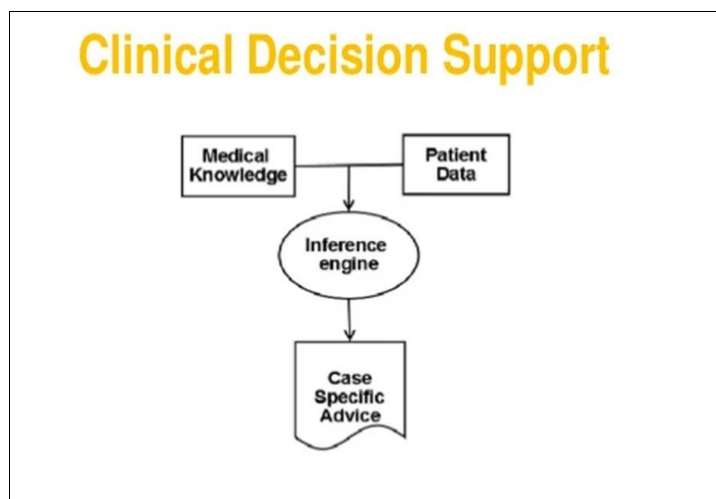 Clinical Decision Support
Medical
Knowledge
Patient
Data
Inference
engine
Case
Specific
Advice